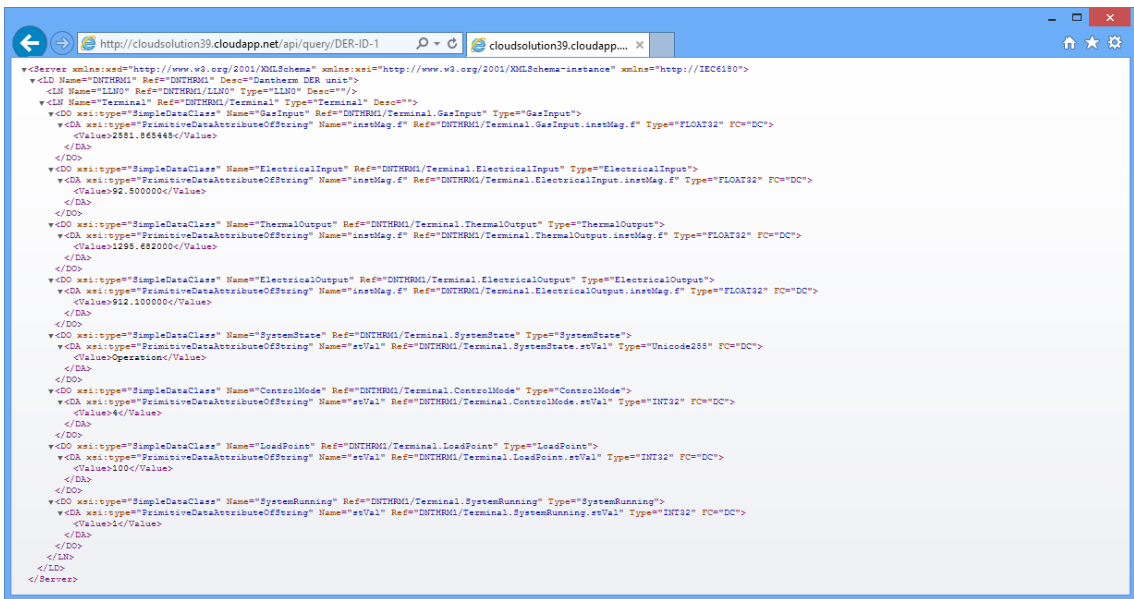 http://cloudsolution39.cloudapp.net/api/query/DER-ID-1
cloudsolution39.cloudapp....
▼<Server xmlns:xsd="http://www.w3.org/2001/XMLSchema" xmlns:xsi="http://www.w3.org/2001/XMLSchema-instance" xmlns="http://IEC6180">
▼<LD Name="DNTHRM1" Ref="DNTHRM1" Desc="Dantherm DER unit">
<LN Name="LLN0" Ref="DNTHRM1/LLN0" Type="LLN0" Desc=""/>
▼<LN Name="Terminal" Ref="DNTHRM1/Terminal" Type="Terminal" Desc="">
▼<DO xsi:type="SimpleDataClass" Name="GasInput" Ref="DNTHRM1/Terminal.GasInput" Type="GasInput">
▼<DA xsi:type="PrimitiveDataAttributeOfString" Name="instMag.f" Ref="DNTHRM1/Terminal.GasInput.instMag.f" Type="FLOAT32" FC="DC">
<Value>2581.865445</Value>
</DA>
</DO>
▼<DO xsi:type="SimpleDataClass" Name="ElectricalInput" Ref="DNTHRM1/Terminal.ElectricalInput" Type="ElectricalInput">
▼<DA xsi:type="PrimitiveDataAttributeOfString" Name="instMag.f" Ref="DNTHRM1/Terminal.ElectricalInput.instMag.f" Type="FLOAT32" FC="DC">
<Value>92.500000</Value>
</DA>
</DO>
▼<DO xsi:type="SimpleDataClass" Name="ThermalOutput" Ref="DNTHRM1/Terminal.ThermalOutput" Type="ThermalOutput">
▼<DA xsi:type="PrimitiveDataAttributeOfString" Name="instMag.f" Ref="DNTHRM1/Terminal.ThermalOutput.instMag.f" Type="FLOAT32" FC="DC">
<Value>1295.682000</Value>
</DA>
</DO>
▼<DO xsi:type="SimpleDataClass" Name="ElectricalOutput" Ref="DNTHRM1/Terminal.ElectricalOutput" Type="ElectricalOutput">
▼<DA xsi:type="PrimitiveDataAttributeOfString" Name="instMag.f" Ref="DNTHRM1/Terminal.ElectricalOutput.instMag.f" Type="FLOAT32" FC="DC">
<Value>912.100000</Value>
</DA>
</DO>
▼<DO xsi:type="SimpleDataClass" Name="SystemState" Ref="DNTHRM1/Terminal.SystemState" Type="SystemState">
▼<DA xsi:type="PrimitiveDataAttributeOfString" Name="stVal" Ref="DNTHRM1/Terminal.SystemState.stVal" Type="Unicode255" FC="DC">
<Value>Operation</Value>
</DA>
</DO>
▼<DO xsi:type="SimpleDataClass" Name="ControlMode" Ref="DNTHRM1/Terminal.ControlMode" Type="ControlMode">
▼<DA xsi:type="PrimitiveDataAttributeOfString" Name="stVal" Ref="DNTHRM1/Terminal.ControlMode.stVal" Type="INT32" FC="DC">
<Value>4</Value>
</DA>
</DO>
▼<DO xsi:type="SimpleDataClass" Name="LoadPoint" Ref="DNTHRM1/Terminal.LoadPoint" Type="LoadPoint">
▼<DA xsi:type="PrimitiveDataAttributeOfString" Name="stVal" Ref="DNTHRM1/Terminal.LoadPoint.stVal" Type="INT32" FC="DC">
<Value>100</Value>
</DA>
</DO>
▼<DO xsi:type="SimpleDataClass" Name="SystemRunning" Ref="DNTHRM1/Terminal.SystemRunning" Type="SystemRunning">
▼<DA xsi:type="PrimitiveDataAttributeOfString" Name="stVal" Ref="DNTHRM1/Terminal.SystemRunning.stVal" Type="INT32" FC="DC">
<Value>1</Value>
</DA>
</DO>
</LN>
</LD>
</Server>